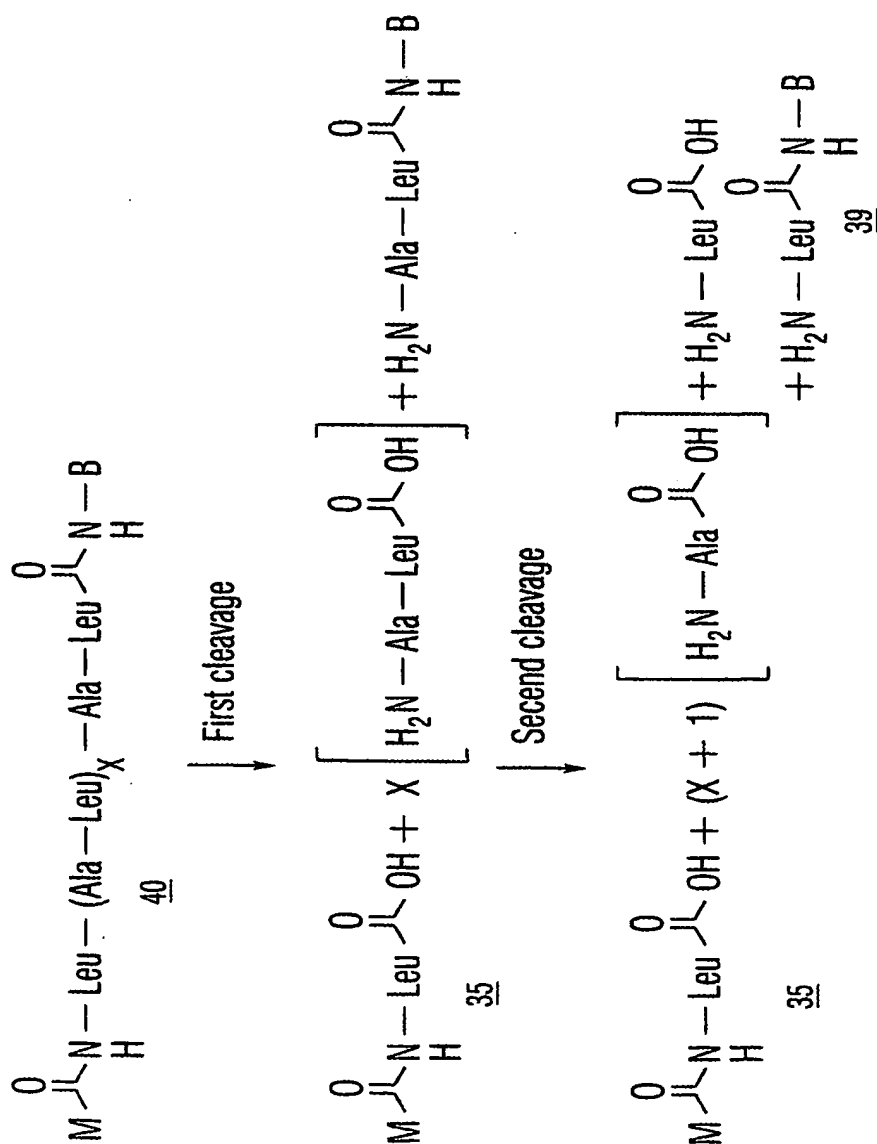 M O N H — Leu — (Ala — Leu)X — Ala — Leu O N H — B
40
First cleavage
M O N H — Leu O OH + X [ H2N — Ala — Leu O OH ] + H2N — Ala — Leu O N H — B
35
Secend cleavage
M O N H — Leu O OH + (X + 1) [ H2N — Ala O OH ] + H2N — Leu O OH
+ H2N — Leu O N H — B
35
39